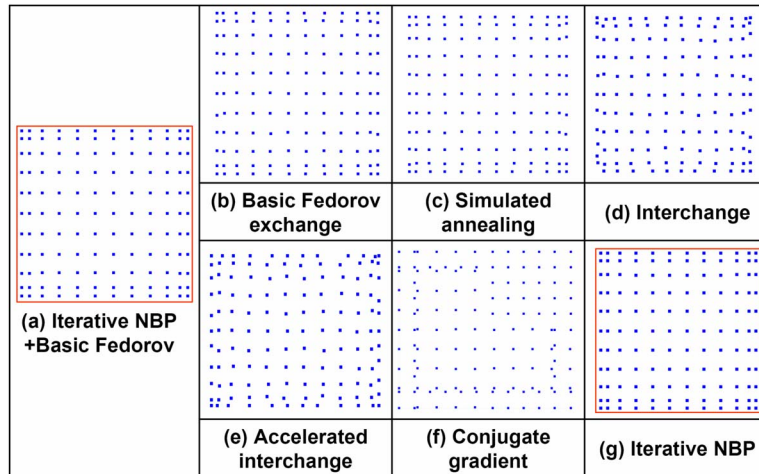 (a) Iterative NBP
+Basic Fedorov
(b) Basic Fedorov
exchange
(c) Simulated
annealing
(d) Interchange
(e) Accelerated
interchange
(f) Conjugate
gradient
(g) Iterative NBP